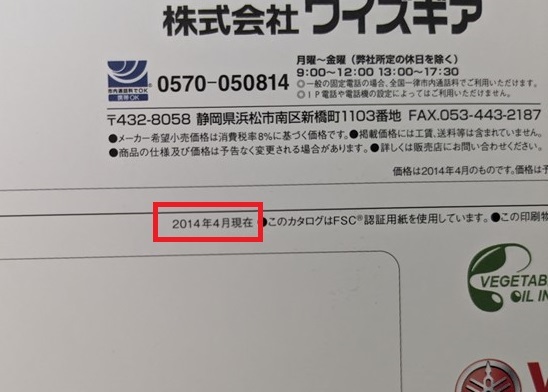 株式会社 ワイズギア
市内通話料でOK
携帯OK
0570-050814
月曜～金曜（弊社所定の休日を除く）
9:00～12:00 13:00～17:30
◎一般の固定電話の場合、全国一律市内通話料でご利用いただけます。
◎IP電話や電話機の設定によってはご利用いただけません。
〒432-8058 静岡県浜松市南区新橋町1103番地 FAX.053-443-2187
●メーカー希望小売価格は消費税率8%に基づく価格です。●掲載価格には工賃、送料等は含まれていません。
●商品の仕様及び価格は予告なく変更される場合があります。●詳しくは販売店にお問い合わせください。
価格は2014年4月のものです。予
2014年4月現在 ●このカタログはFSC®認証用紙を使用しています。●この印刷物
VEGETAB
OIL IN